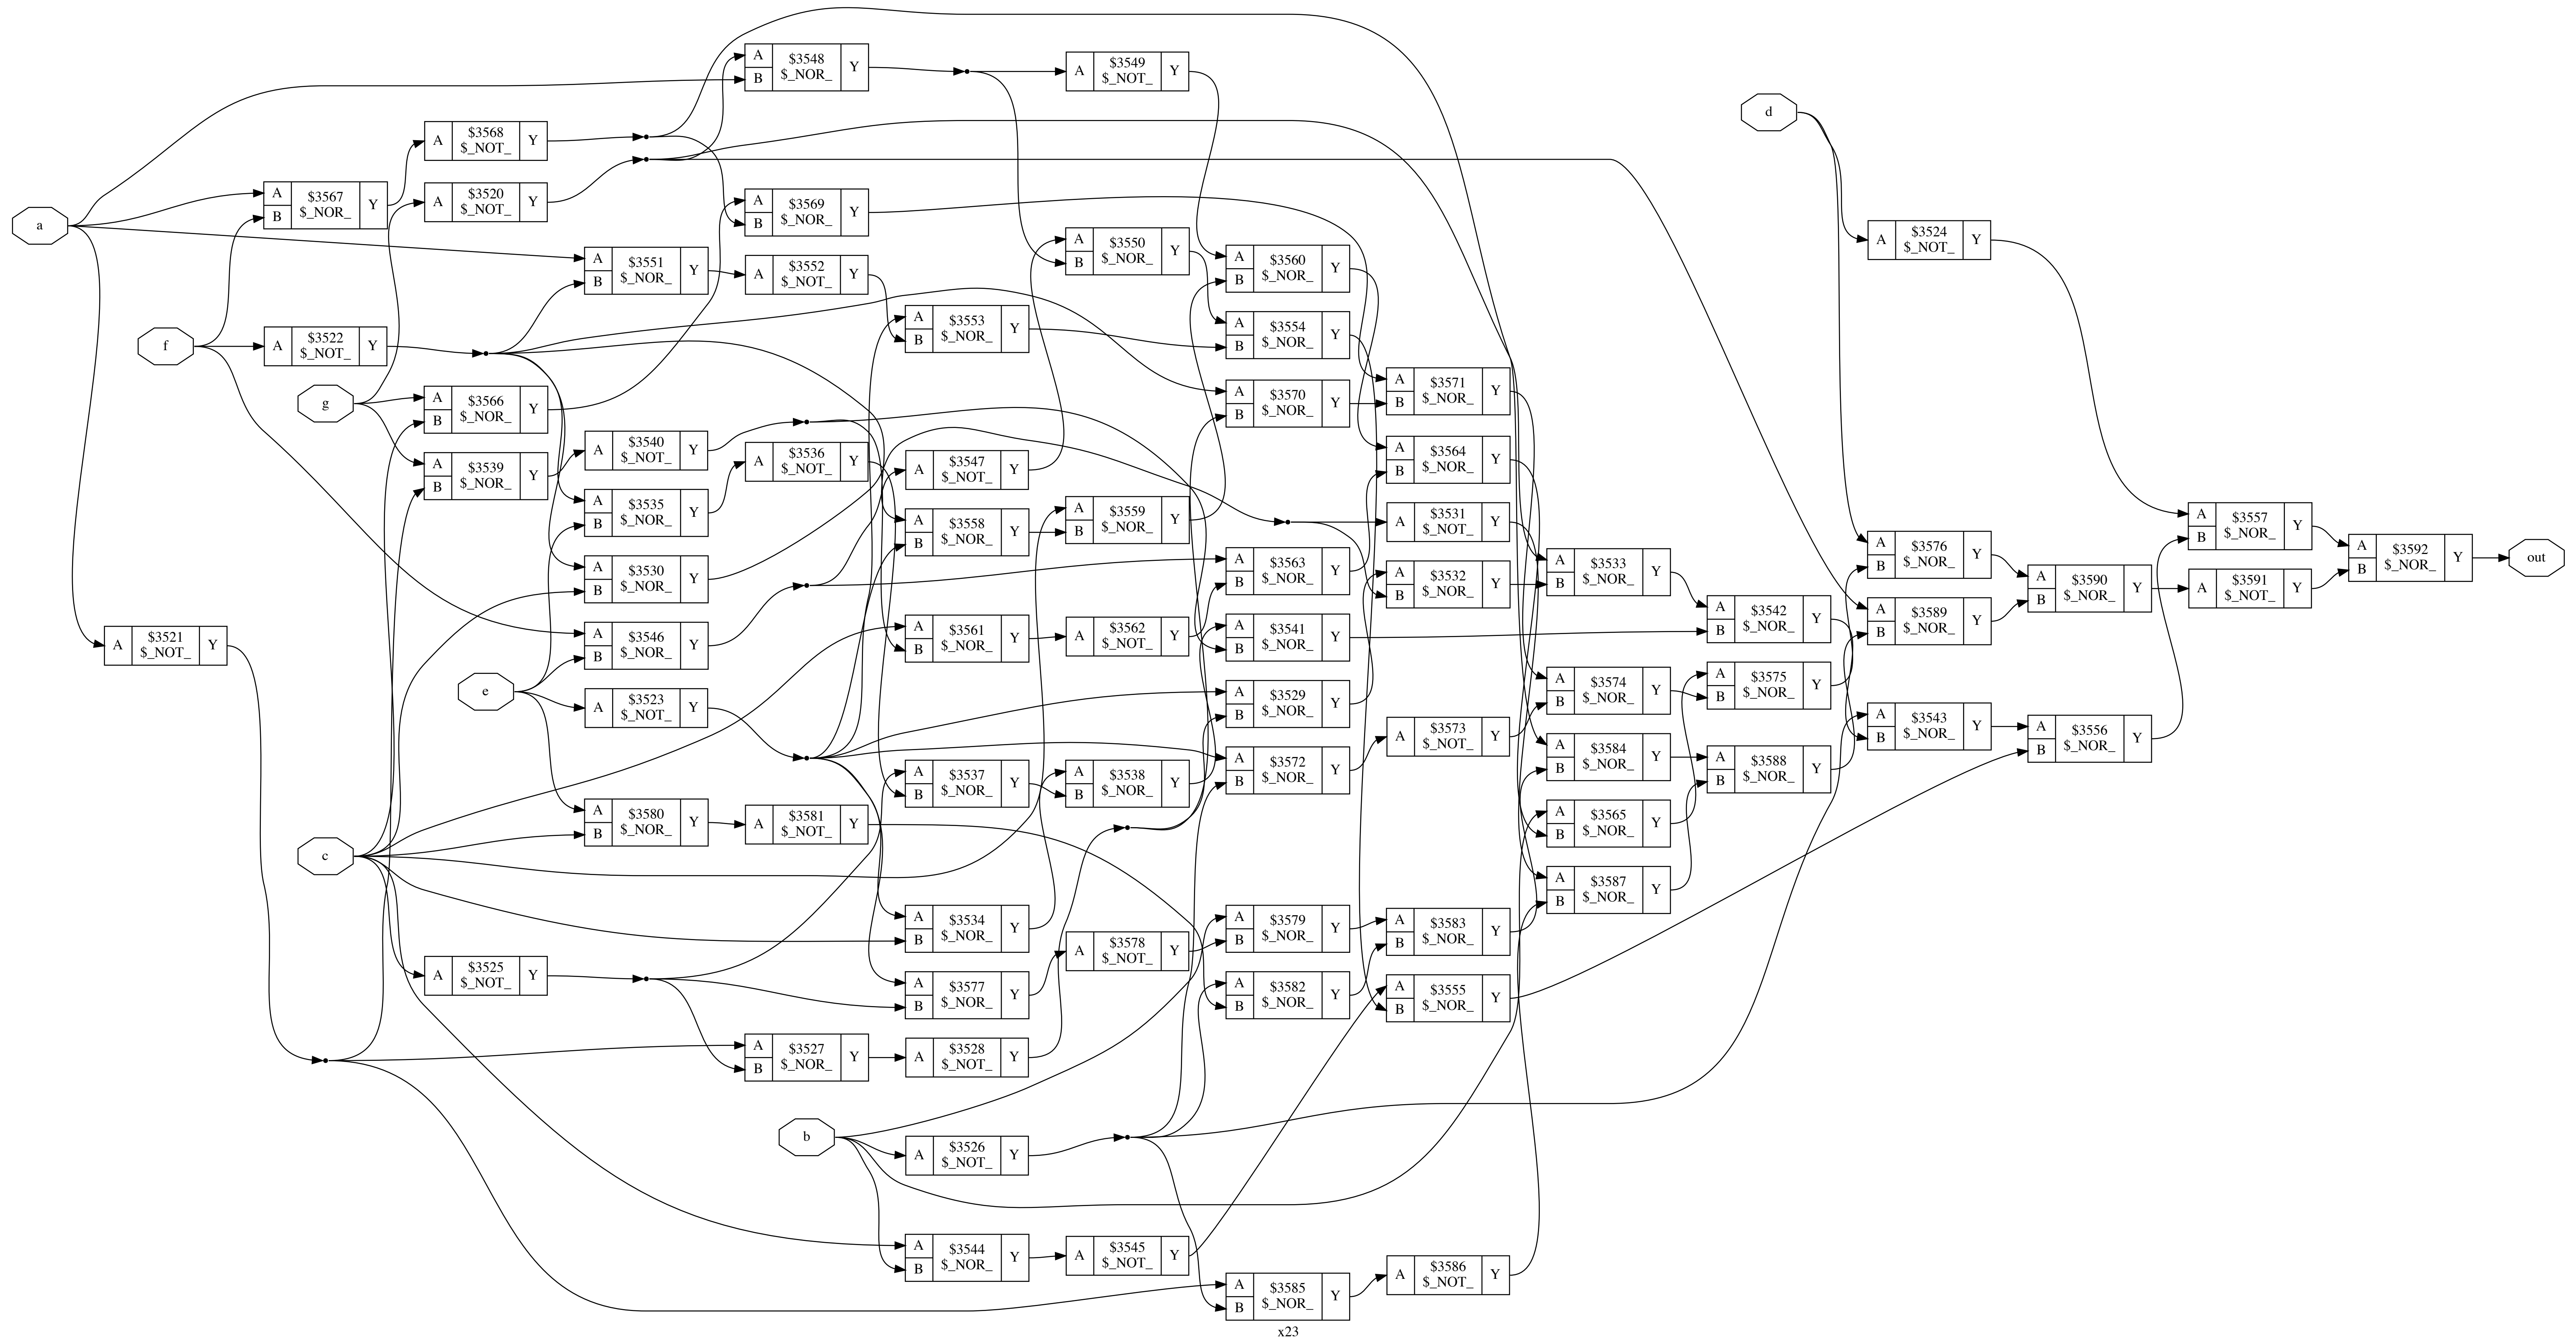 a
f
g
e
c
b
d
out
A $3521 Y
$_NOT_
A $3567 Y
B $_NOR_
A $3522 Y
$_NOT_
A $3568 Y
$_NOT_
A $3520 Y
$_NOT_
A $3566 Y
B $_NOR_
A $3539 Y
B $_NOR_
A $3525 Y
$_NOT_
A $3551 Y
B $_NOR_
A $3540 Y
$_NOT_
A $3535 Y
B $_NOR_
A $3530 Y
B $_NOR_
A $3546 Y
B $_NOR_
A $3523 Y
$_NOT_
A $3580 Y
B $_NOR_
A $3548 Y
B $_NOR_
A $3569 Y
B $_NOR_
A $3552 Y
$_NOT_
A $3536 Y
$_NOT_
A $3581 Y
$_NOT_
A $3527 Y
B $_NOR_
A $3553 Y
B $_NOR_
A $3547 Y
$_NOT_
A $3558 Y
B $_NOR_
A $3561 Y
B $_NOR_
A $3537 Y
B $_NOR_
A $3534 Y
B $_NOR_
A $3577 Y
B $_NOR_
A $3528 Y
$_NOT_
A $3526 Y
$_NOT_
A $3544 Y
B $_NOR_
A $3549 Y
$_NOT_
A $3550 Y
B $_NOR_
A $3559 Y
B $_NOR_
A $3562 Y
$_NOT_
A $3538 Y
B $_NOR_
A $3578 Y
$_NOT_
A $3545 Y
$_NOT_
A $3560 Y
B $_NOR_
A $3554 Y
B $_NOR_
A $3570 Y
B $_NOR_
A $3563 Y
B $_NOR_
A $3541 Y
B $_NOR_
A $3529 Y
B $_NOR_
A $3572 Y
B $_NOR_
A $3579 Y
B $_NOR_
A $3582 Y
B $_NOR_
A $3585 Y
B $_NOR_
A $3571 Y
B $_NOR_
A $3564 Y
B $_NOR_
A $3531 Y
$_NOT_
A $3532 Y
B $_NOR_
A $3573 Y
$_NOT_
A $3583 Y
B $_NOR_
A $3555 Y
B $_NOR_
A $3586 Y
$_NOT_
A $3533 Y
B $_NOR_
A $3574 Y
B $_NOR_
A $3584 Y
B $_NOR_
A $3565 Y
B $_NOR_
A $3587 Y
B $_NOR_
A $3542 Y
B $_NOR_
A $3575 Y
B $_NOR_
A $3588 Y
B $_NOR_
A $3524 Y
$_NOT_
A $3576 Y
B $_NOR_
A $3589 Y
B $_NOR_
A $3543 Y
B $_NOR_
A $3590 Y
B $_NOR_
A $3556 Y
B $_NOR_
A $3557 Y
B $_NOR_
A $3591 Y
$_NOT_
A $3592 Y
B $_NOR_
x23